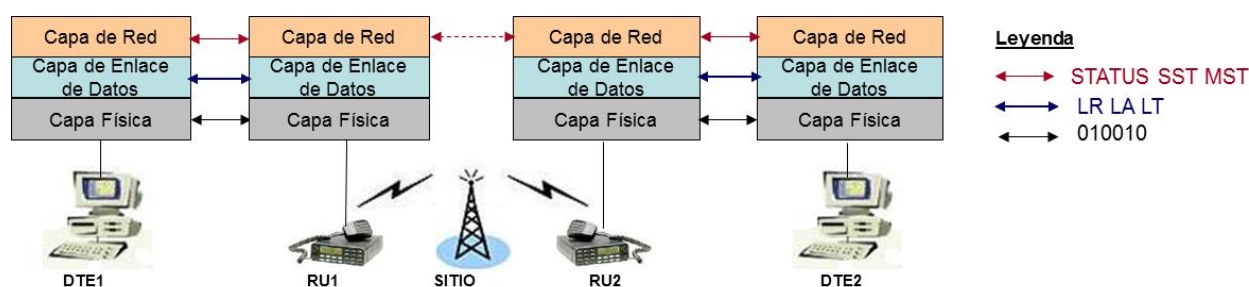 Capa de Red
Capa de Enlace
de Datos
Capa Física
Capa de Red
Capa de Enlace
de Datos
Capa Física
Capa de Red
Capa de Enlace
de Datos
Capa Física
Capa de Red
Capa de Enlace
de Datos
Capa Física
Leyenda
STATUS SST MST
LR LA LT
010010
DTE1
RU1
SITIO
RU2
DTE2